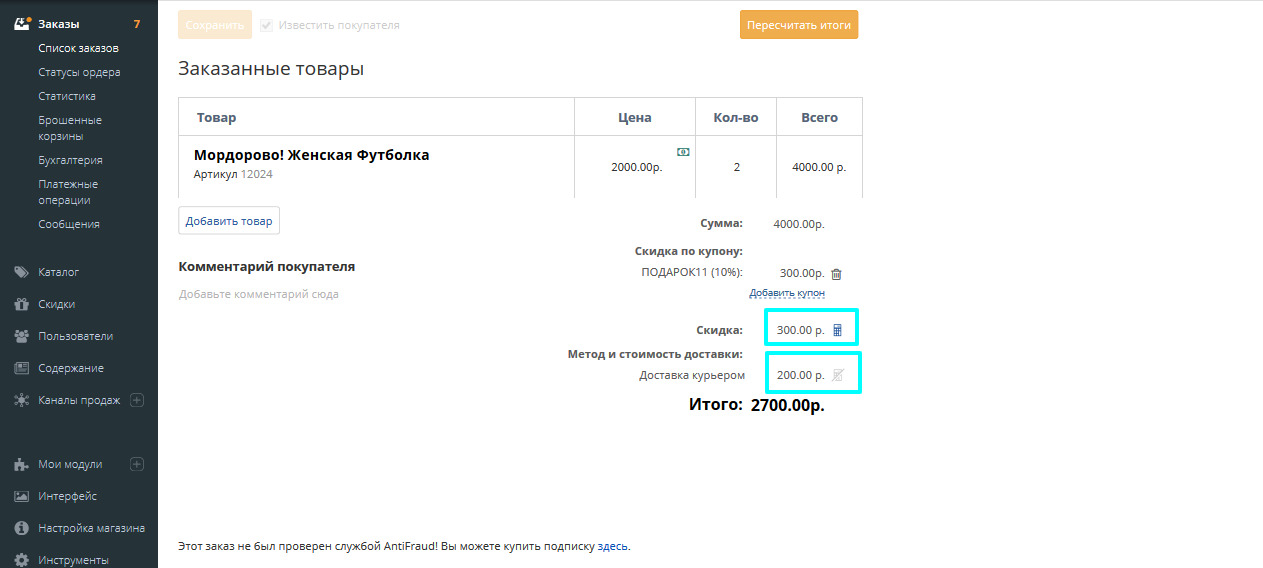 Заказы 7
Список заказов
Статусы ордера
Статистика
Брошенные
корзины
Бухгалтерия
Платежные
операции
Сообщения
Каталог
Скидки
Пользователи
Содержание
Каналы продаж
Мои модули
Интерфейс
Настройка магазина
Инструменты
Сохранить Известить покупателя Пересчитать итоги
Заказанные товары
Товар Цена Кол-во Всего
Мордорово! Женская Футболка
Артикул 12024
2000.00р. 2 4000.00 р.
Добавить товар
Сумма: 4000.00р.
Скидка по купону:
ПОДАРОК11 (10%): 300.00р.
Добавить купон
Комментарий покупателя
Добавьте комментарий сюда
Скидка: 300.00 р.
Метод и стоимость доставки:
Доставка курьером 200.00 р.
Итого: 2700.00р.
Этот заказ не был проверен службой AntiFraud! Вы можете купить подписку здесь.